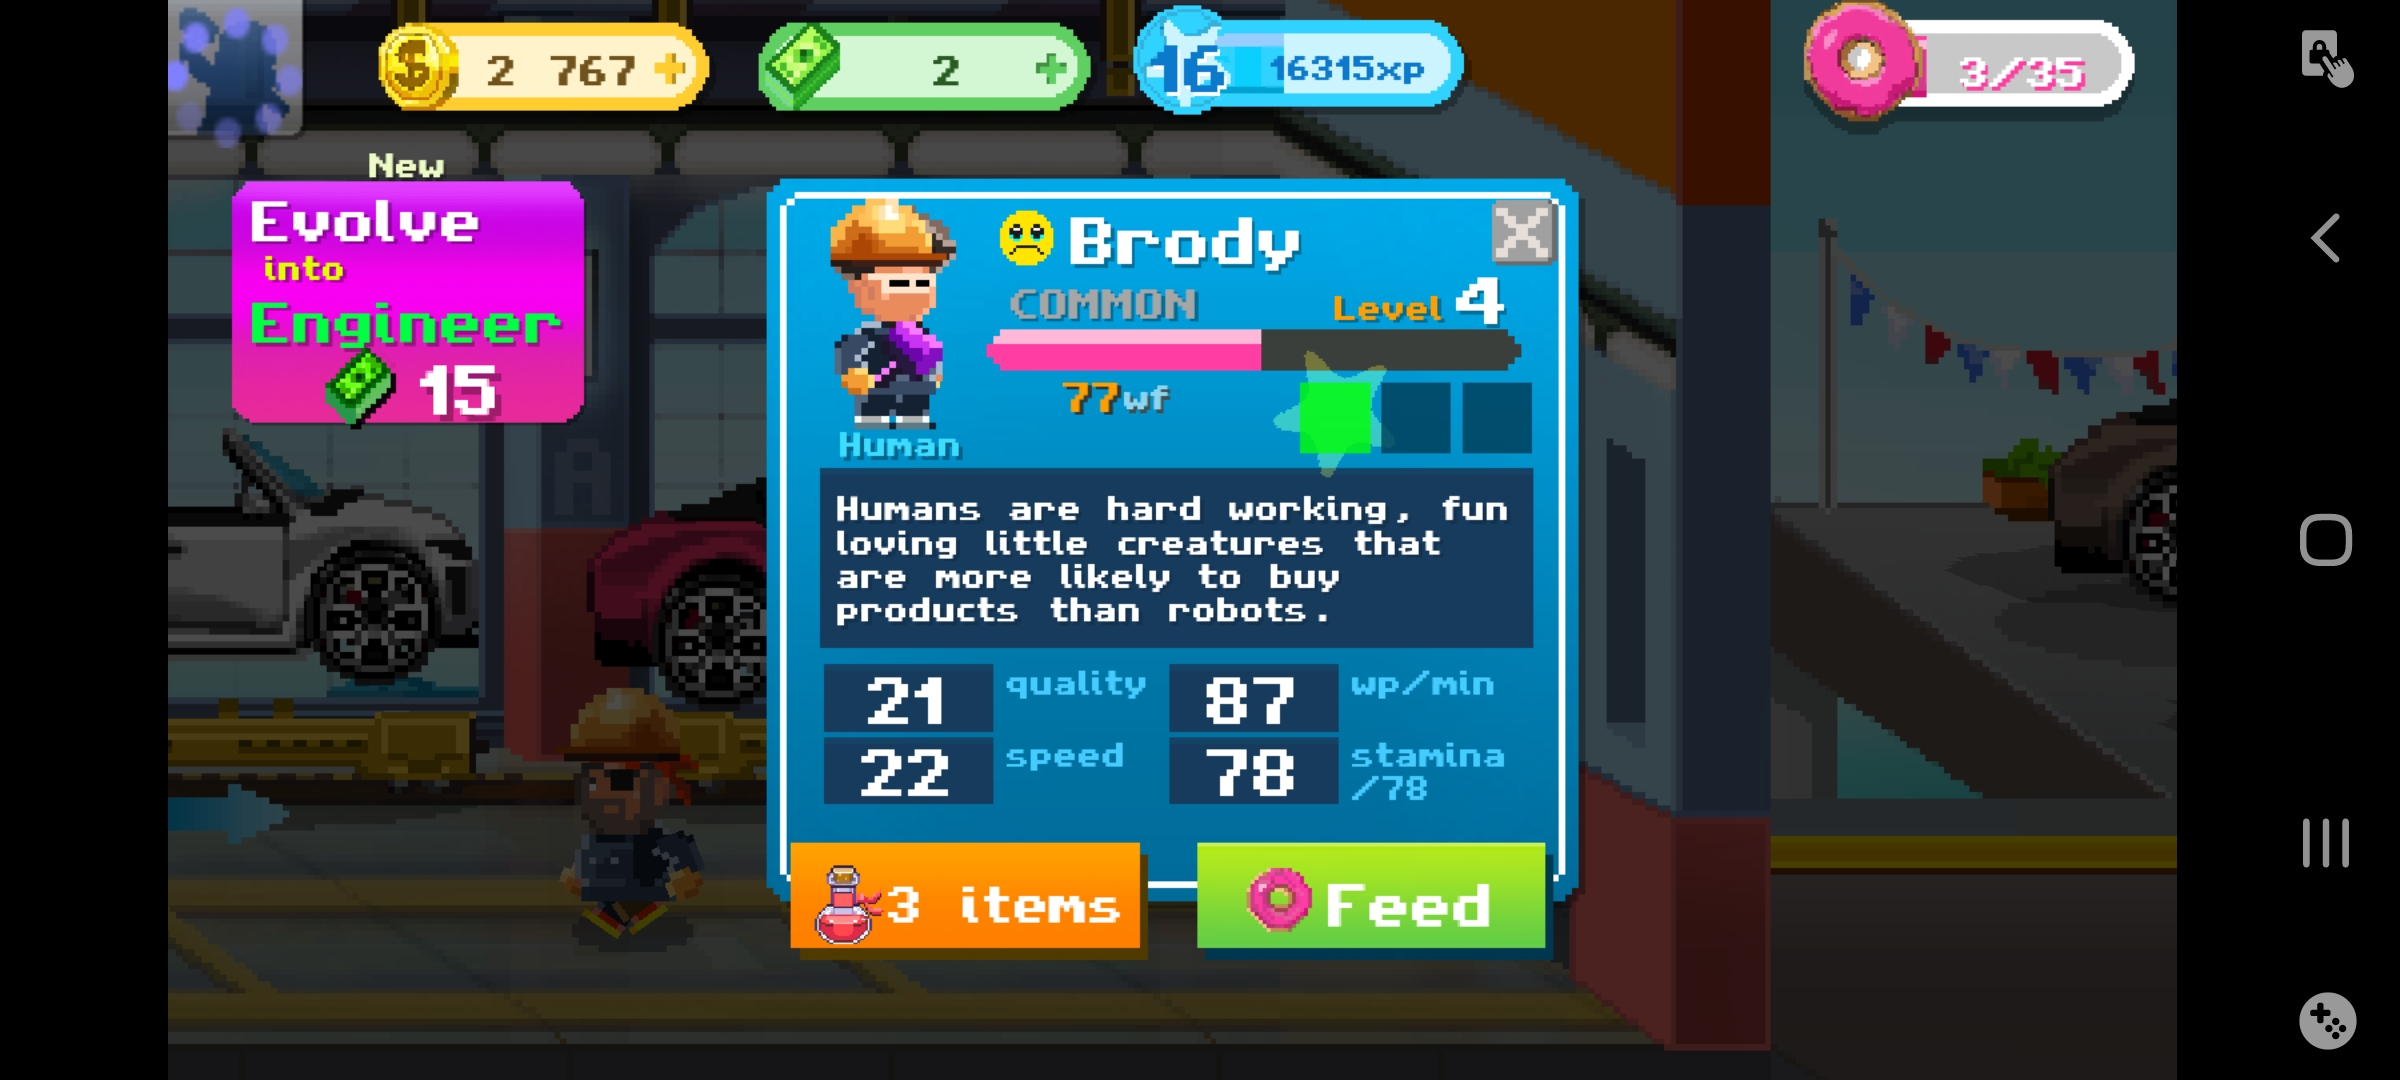 2 767 +
2 +
16 16315xp
3/35
New
Evolve
into
Engineer
15
Brody
COMMON
Level 4
77wf
Human
Humans are hard working, fun
loving little creatures that
are more likely to buy
products than robots.
21 quality
87 wp/min
22 speed
78 stamina
/78
3 items
Feed